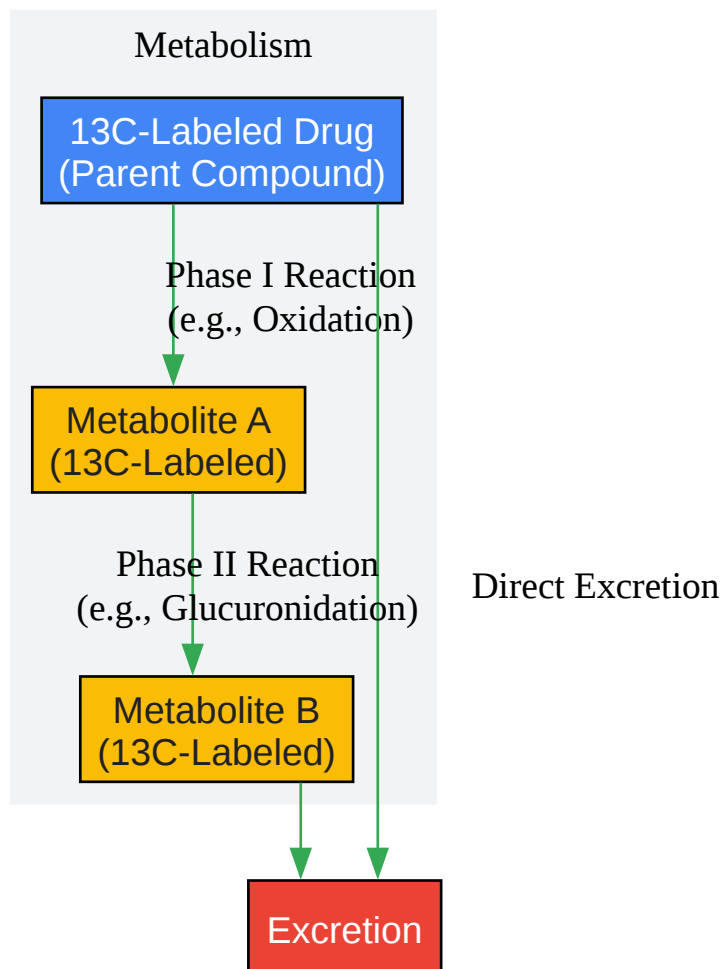 Metabolism
13C-Labeled Drug
(Parent Compound)
Phase I Reaction
(e.g., Oxidation)
Metabolite A
(13C-Labeled)
Phase II Reaction
(e.g., Glucuronidation)
Direct Excretion
Metabolite B
(13C-Labeled)
Excretion